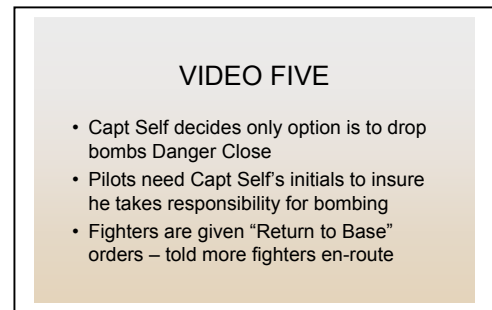 VIDEO FIVE
• Capt Self decides only option is to drop
bombs Danger Close
• Pilots need Capt Self's initials to insure
he takes responsibility for bombing
• Fighters are given “Return to Base”
orders – told more fighters en-route